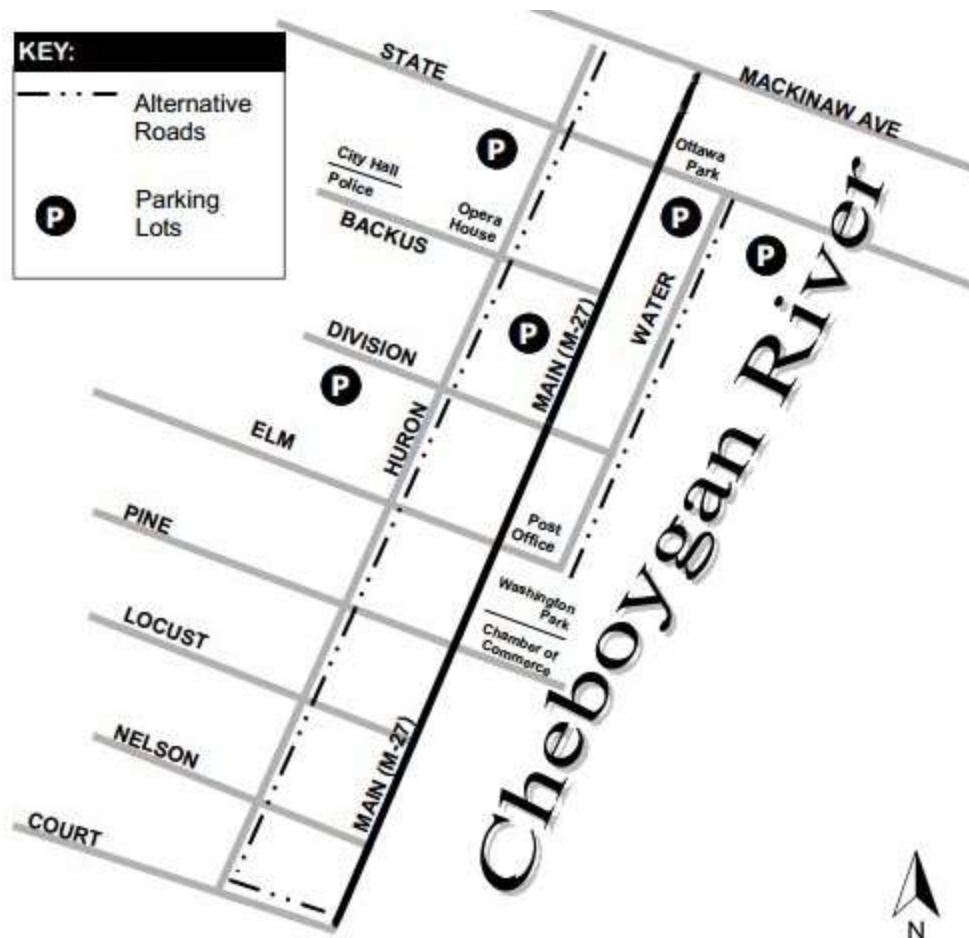 KEY:
Alternative
Roads
P
Parking
Lots
STATE
MACKINAW AVE
P
City Hall
Police
Ottawa
Park
BACKUS
Opera
House
P
P
DIVISION
P
MAIN (M-27)
WATER
P
ELM
HURON
Cheboygan River
PINE
Post
Office
Washington
Park
Chamber of
Commerce
LOCUST
NELSON
MAIN (M-27)
COURT
N